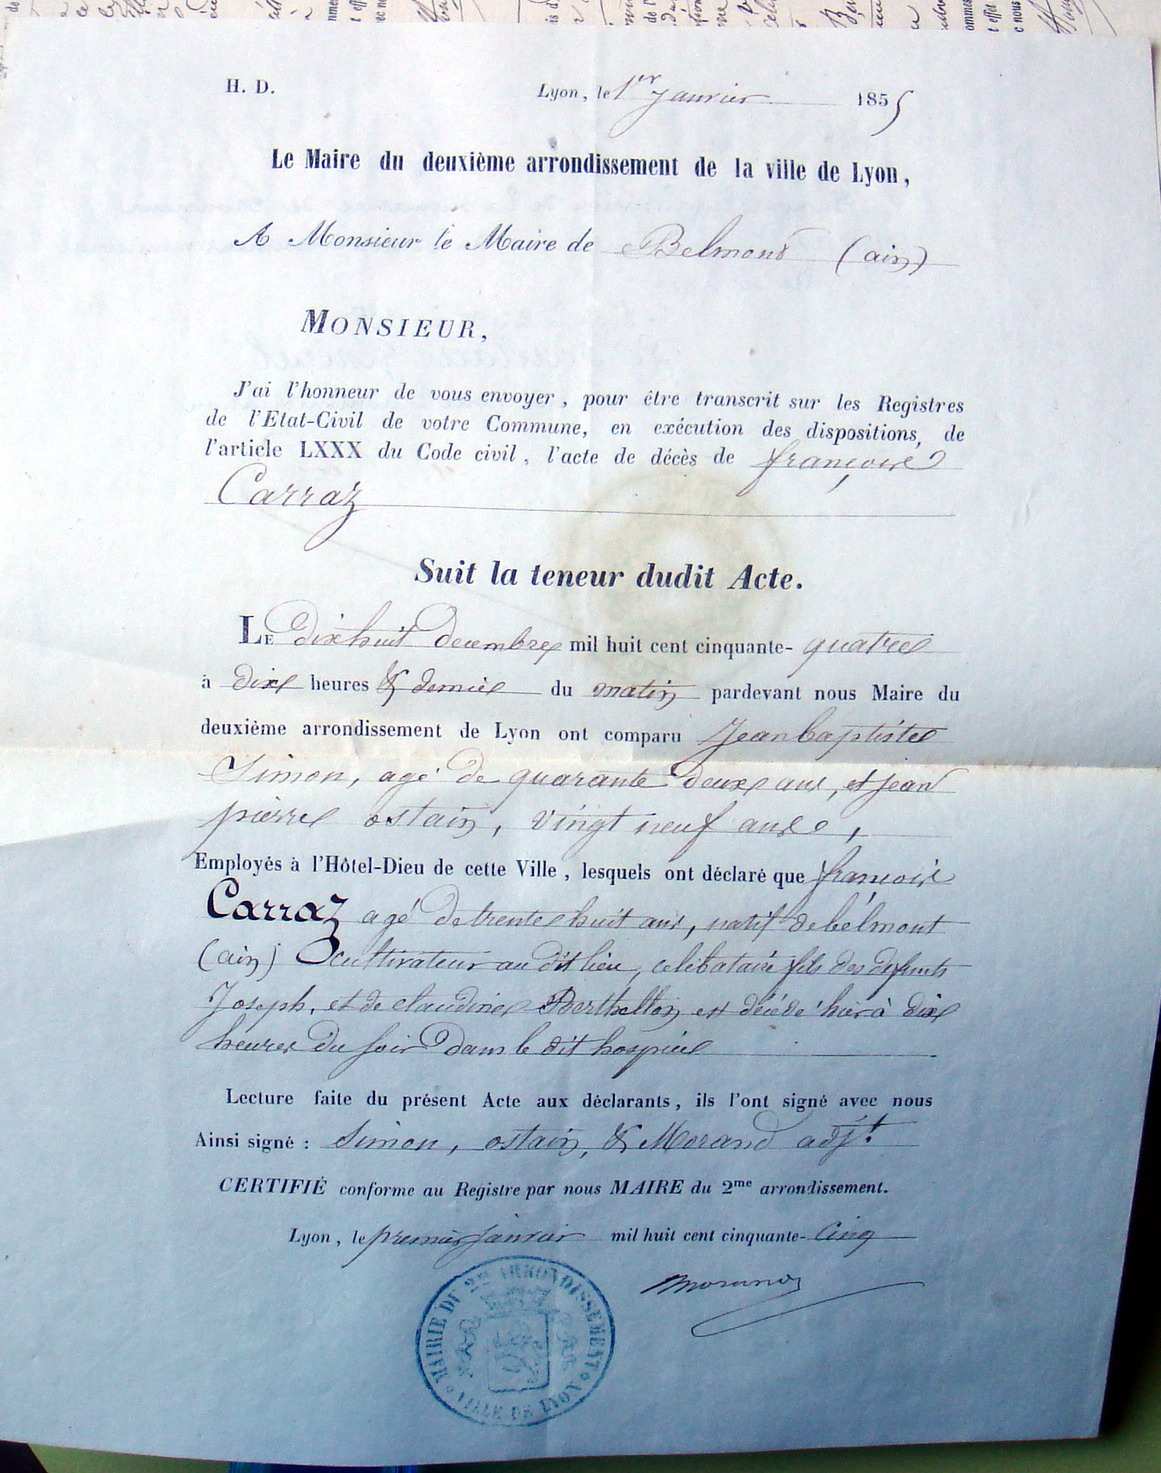 H. D.
Lyon, le 1er Janvier 1855
Le Maire du deuxième arrondissement de la ville de Lyon,
A Monsieur le Maire de Belmont (ain)
MONSIEUR,
J'ai l'honneur de vous envoyer, pour être transcrit sur les Registres
de l'Etat-Civil de votre Commune, en exécution des dispositions, de
l'article LXXX du Code civil, l'acte de décès de françois
Carraz
Suit la teneur dudit Acte.
LE dix huit decembre mil huit cent cinquante- quatre
à dix heures & demie du matin pardevant nous Maire du
deuxième arrondissement de Lyon ont comparu Jean baptiste
Simon, agé de quarante deux ans, et jean
pierre ostain, vingt neuf ans,
Employés à l'Hôtel-Dieu de cette Ville, lesquels ont déclaré que françois
Carraz agé de trente huit ans, natif de bélmont
(ain) cultivateur au dit lieu, celibataire fils des defunts
Joseph, et de claudine Berthellon est décédé hier à dix
heures du soir dans le dit hospice
Lecture faite du présent Acte aux déclarants, ils l'ont signé avec nous
Ainsi signé : Simon, ostain, & Morand adjt.
CERTIFIÉ conforme au Registre par nous MAIRE du 2me arrondissement.
Lyon, le premier Janvier mil huit cent cinquante- Cinq
Morand
MAIRIE DU 2ME ARRONDISSEMENT
VILLE DE LYON